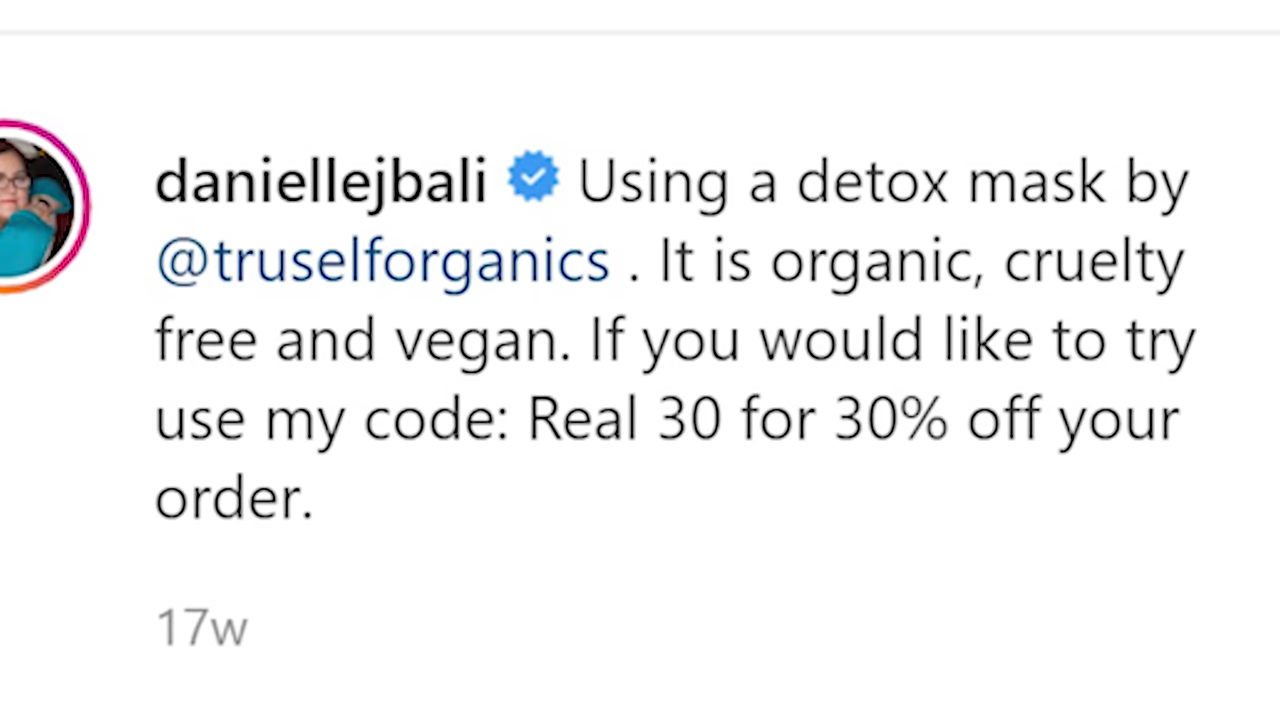 daniellejbali Using a detox mask by
@truselforganics . It is organic, cruelty
free and vegan. If you would like to try
use my code: Real 30 for 30% off your
order.
17w